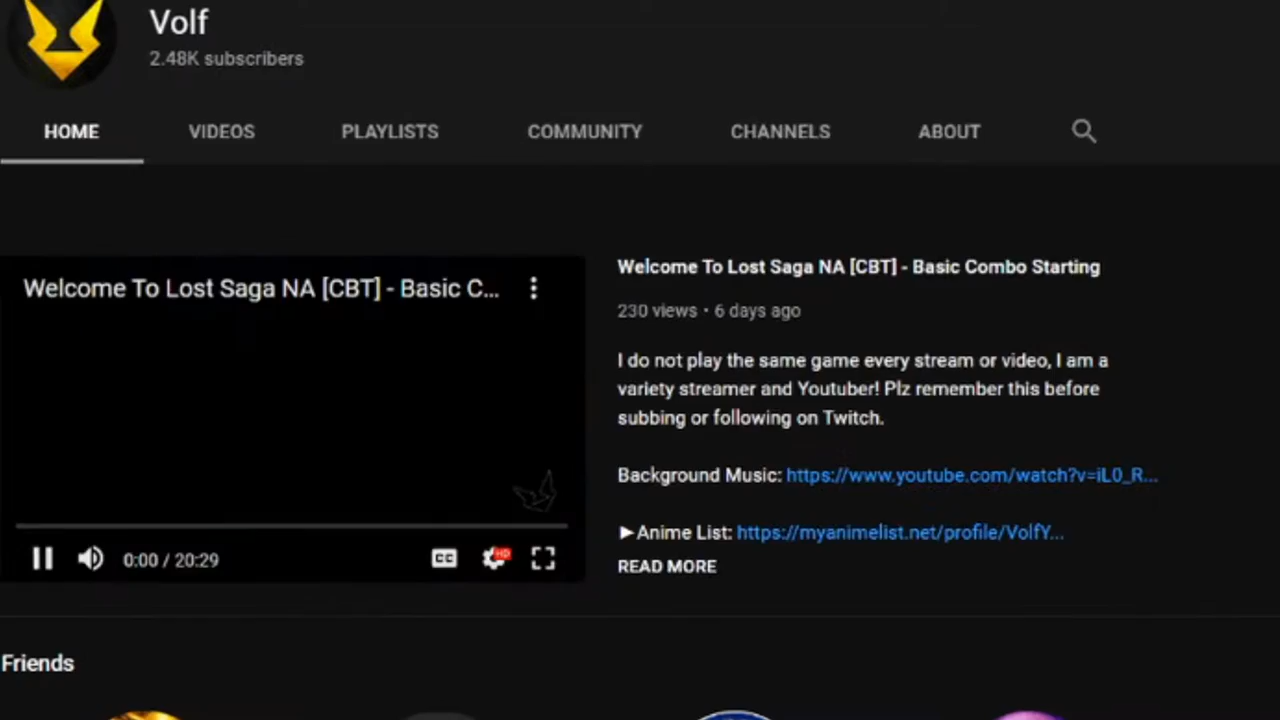 Volf
2.48K subscribers
HOME VIDEOS PLAYLISTS COMMUNITY CHANNELS ABOUT
Welcome To Lost Saga NA [CBT] - Basic C...
0:00 / 20:29
CC
HD
Welcome To Lost Saga NA [CBT] - Basic Combo Starting
230 views • 6 days ago
I do not play the same game every stream or video, I am a
variety streamer and Youtuber! Plz remember this before
subbing or following on Twitch.
Background Music: https://www.youtube.com/watch?v=iL0_R...
►Anime List: https://myanimelist.net/profile/VolfY...
READ MORE
Friends